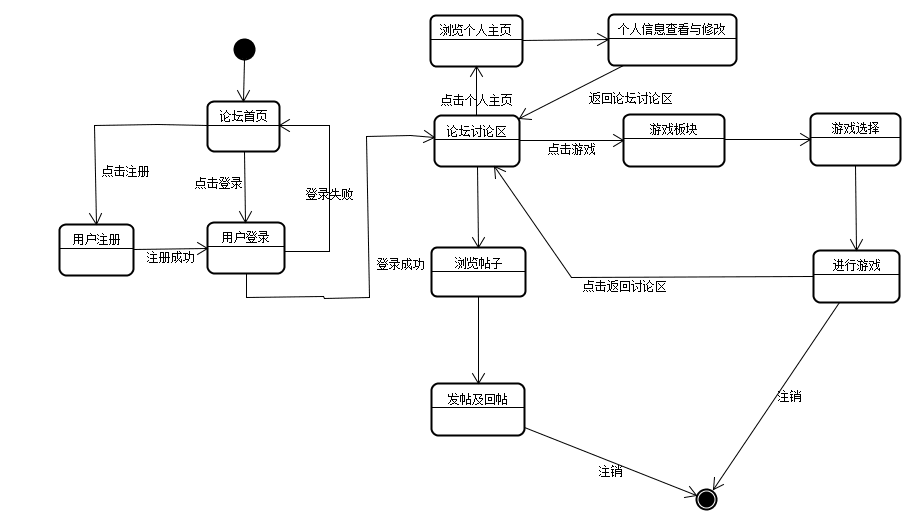 浏览个人主页
个人信息查看与修改
点击个人主页
返回论坛讨论区
论坛首页
论坛讨论区
点击游戏
游戏板块
游戏选择
点击注册
点击登录
登录失败
用户注册
注册成功
用户登录
登录成功
浏览帖子
点击返回讨论区
进行游戏
发帖及回帖
注销
注销